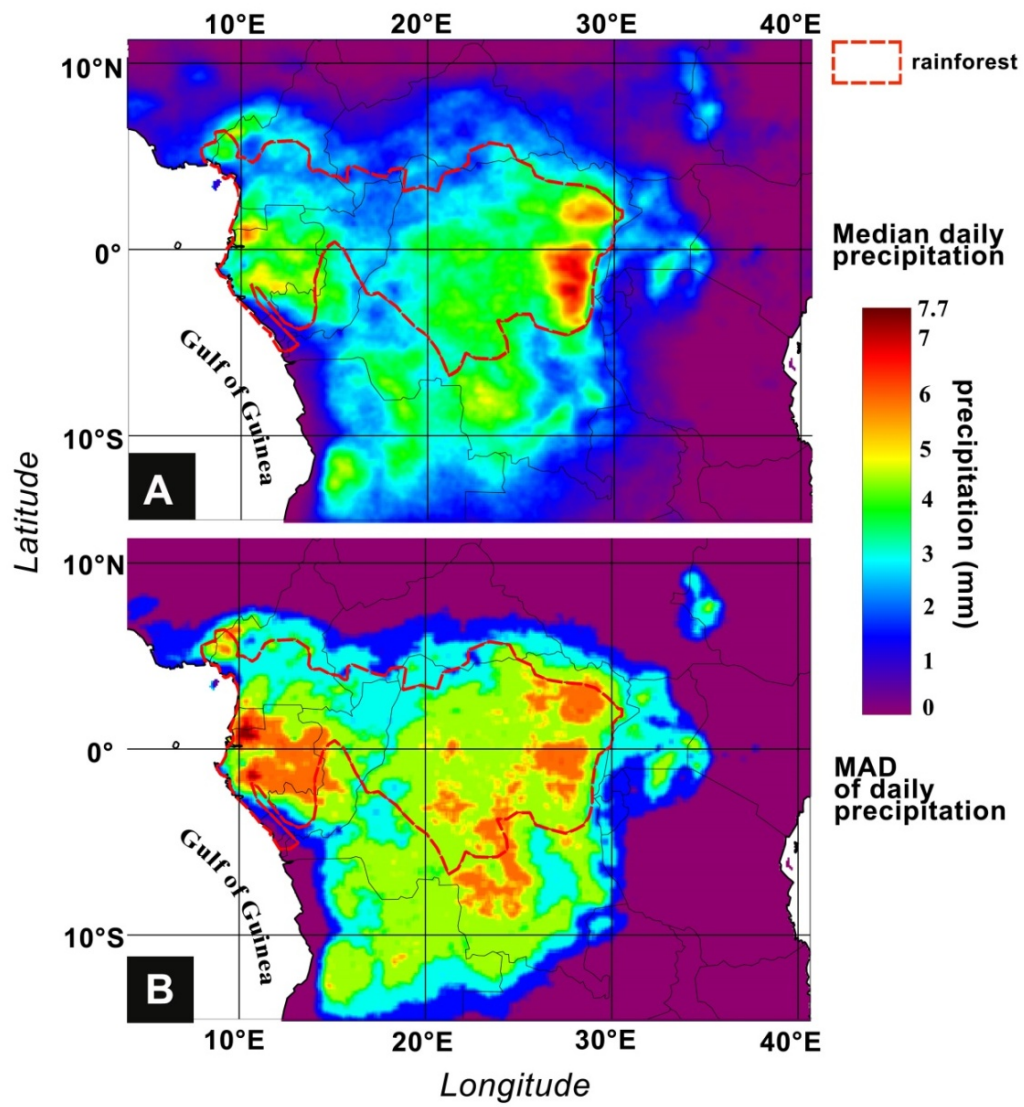 10°E 20°E 30°E 40°E
10°N
rainforest
0°
Median daily
precipitation
Gulf of Guinea
7.7
7
6
5
4
3
2
1
0
precipitation (mm)
10°S
A
Latitude
10°N
0°
MAD
of daily
precipitation
Gulf of Guinea
10°S
B
10°E 20°E 30°E 40°E
Longitude